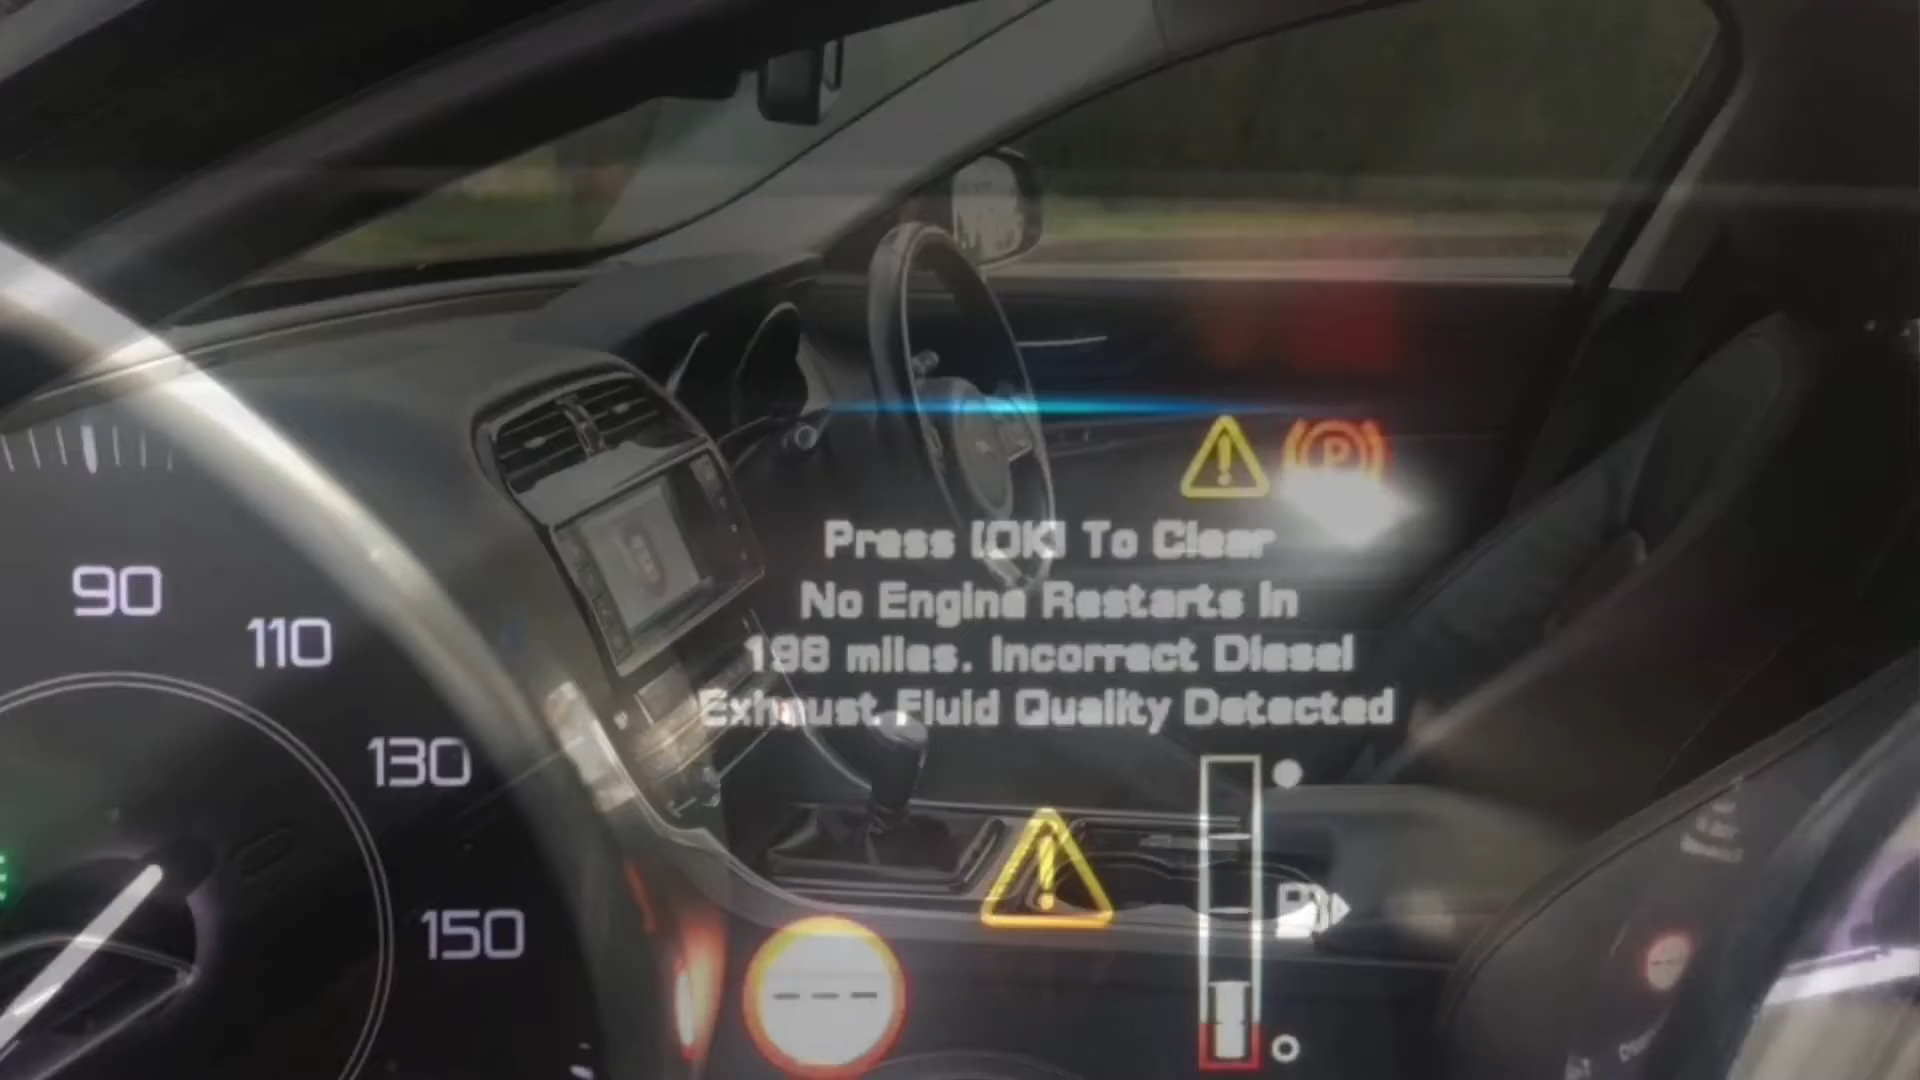 90
110
130
150
P
Press [OK] To Clear
No Engine Restarts In
198 miles. Incorrect Diesel
Exhaust Fluid Quality Detected
---